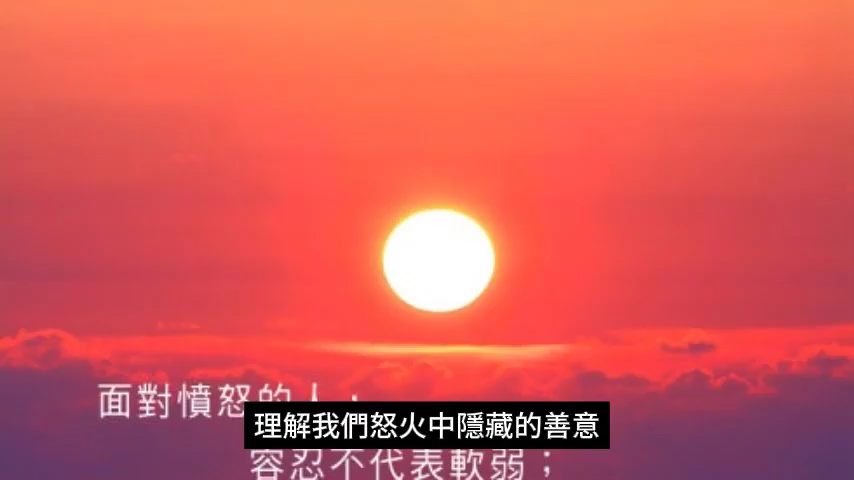 面對憤怒的人，
理解我們怒火中隱藏的善意
容忍不代表軟弱；